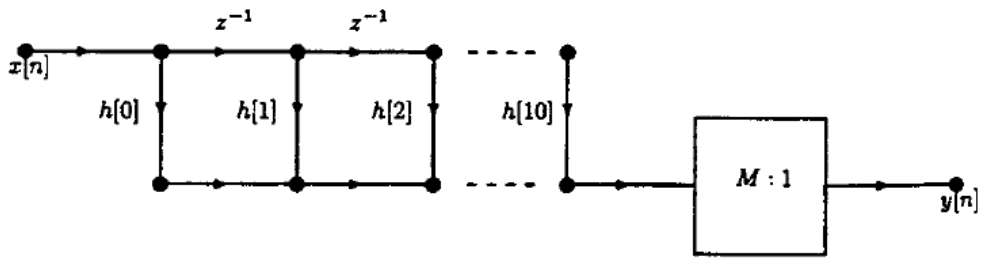 z^{-1} z^{-1}
x[n]
h[0] h[1] h[2] h[10]
M : 1
y[n]